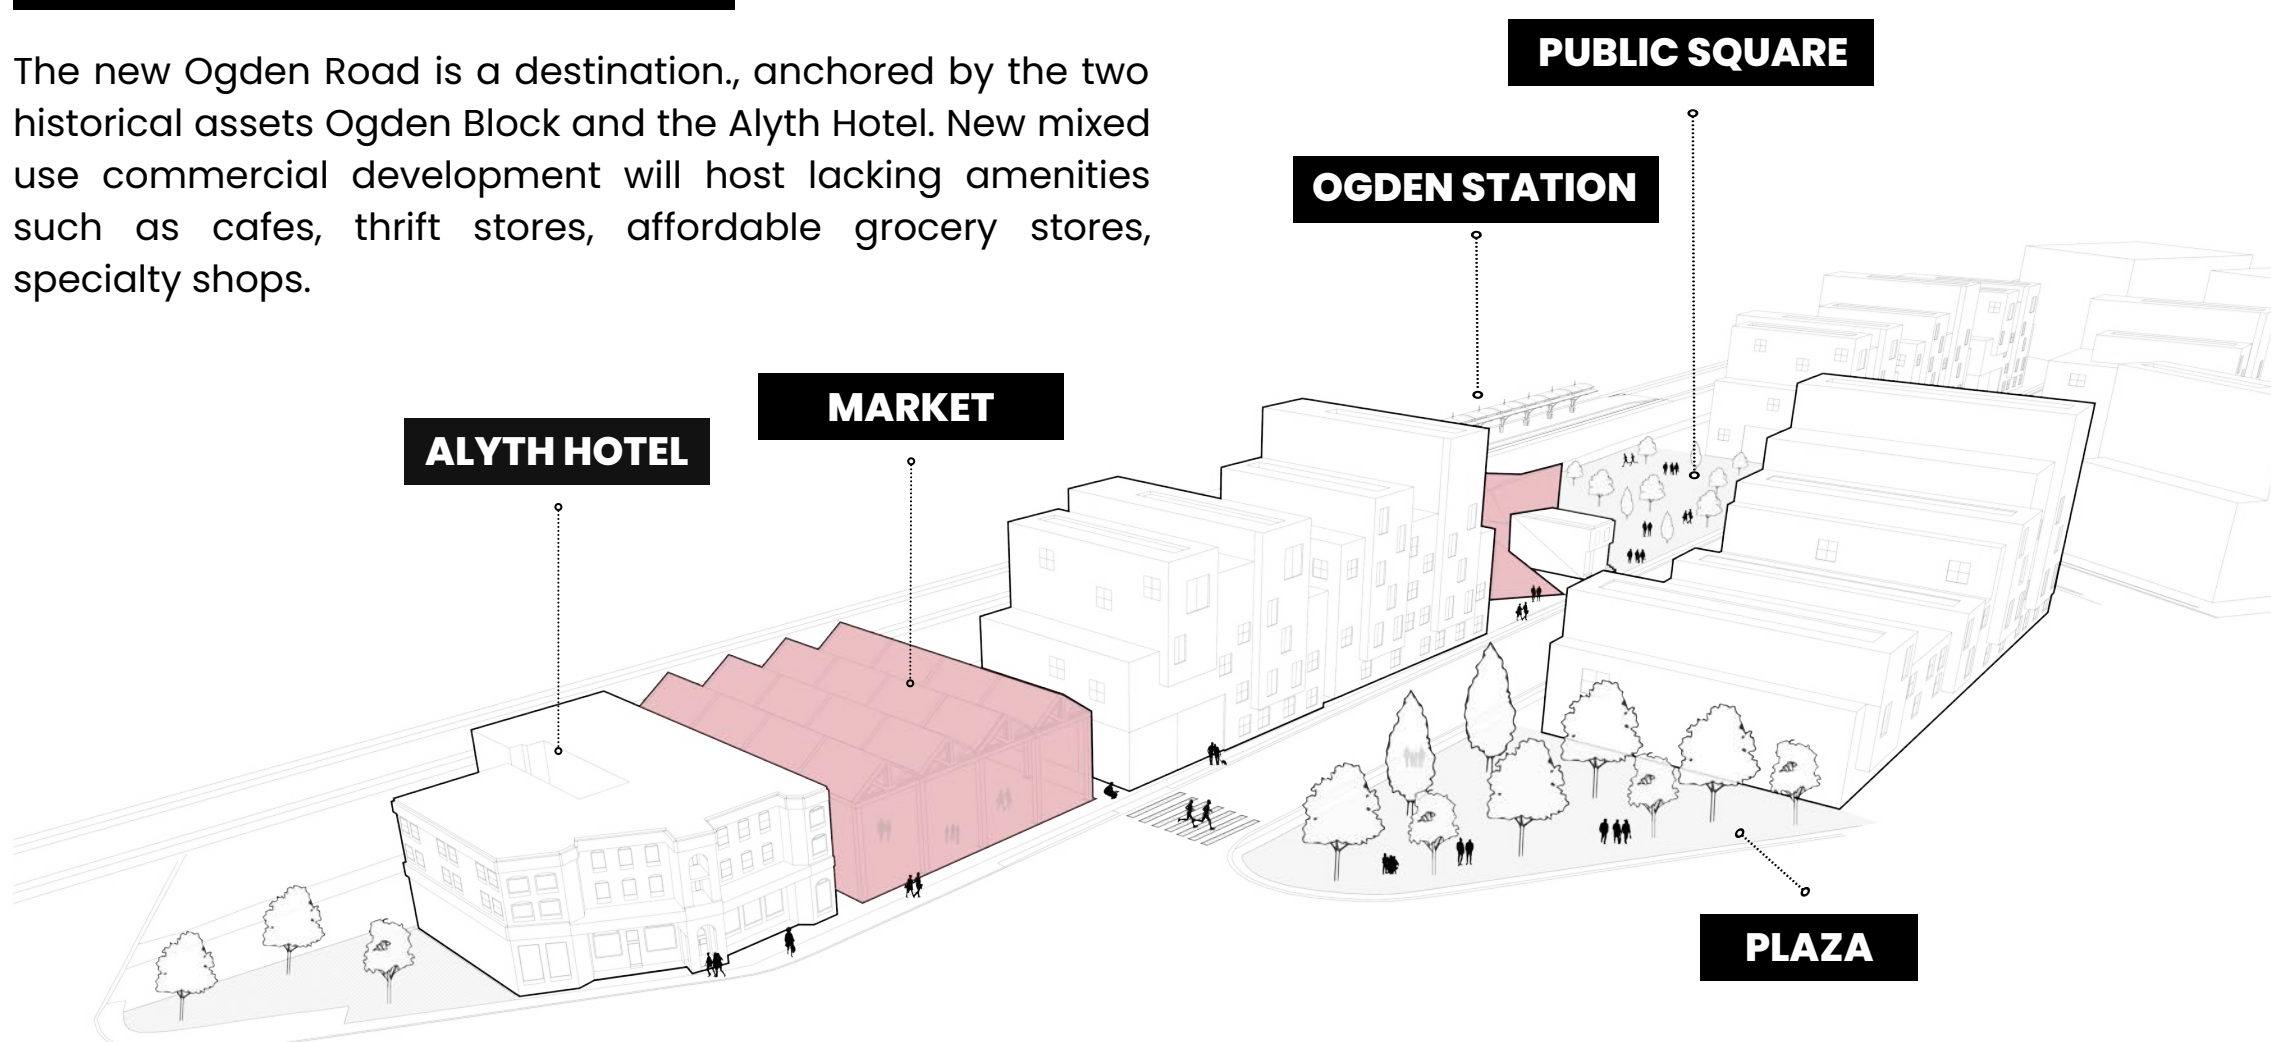 The new Ogden Road is a destination., anchored by the two
historical assets Ogden Block and the Alyth Hotel. New mixed
use commercial development will host lacking amenities
such as cafes, thrift stores, affordable grocery stores,
specialty shops.
PUBLIC SQUARE
OGDEN STATION
MARKET
ALYTH HOTEL
PLAZA